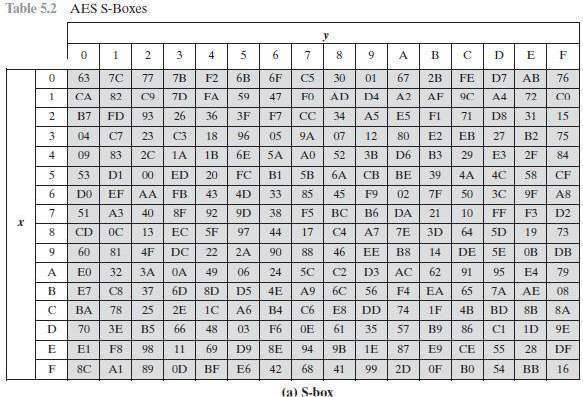 Table 5.2 AES S-Boxes
y
0 1 2 3 4 5 6 7 8 9 A B C D E F
0 63 7C 77 7B F2 6B 6F C5 30 01 67 2B FE D7 AB 76
1 CA 82 C9 7D FA 59 47 F0 AD D4 A2 AF 9C A4 72 C0
2 B7 FD 93 26 36 3F F7 CC 34 A5 E5 F1 71 D8 31 15
3 04 C7 23 C3 18 96 05 9A 07 12 80 E2 EB 27 B2 75
4 09 83 2C 1A 1B 6E 5A A0 52 3B D6 B3 29 E3 2F 84
5 53 D1 00 ED 20 FC B1 5B 6A CB BE 39 4A 4C 58 CF
6 D0 EF AA FB 43 4D 33 85 45 F9 02 7F 50 3C 9F A8
x
7 51 A3 40 8F 92 9D 38 F5 BC B6 DA 21 10 FF F3 D2
8 CD 0C 13 EC 5F 97 44 17 C4 A7 7E 3D 64 5D 19 73
9 60 81 4F DC 22 2A 90 88 46 EE B8 14 DE 5E 0B DB
A E0 32 3A 0A 49 06 24 5C C2 D3 AC 62 91 95 E4 79
B E7 C8 37 6D 8D D5 4E A9 6C 56 F4 EA 65 7A AE 08
C BA 78 25 2E 1C A6 B4 C6 E8 DD 74 1F 4B BD 8B 8A
D 70 3E B5 66 48 03 F6 0E 61 35 57 B9 86 C1 1D 9E
E E1 F8 98 11 69 D9 8E 94 9B 1E 87 E9 CE 55 28 DF
F 8C A1 89 0D BF E6 42 68 41 99 2D 0F B0 54 BB 16
(a) S-box